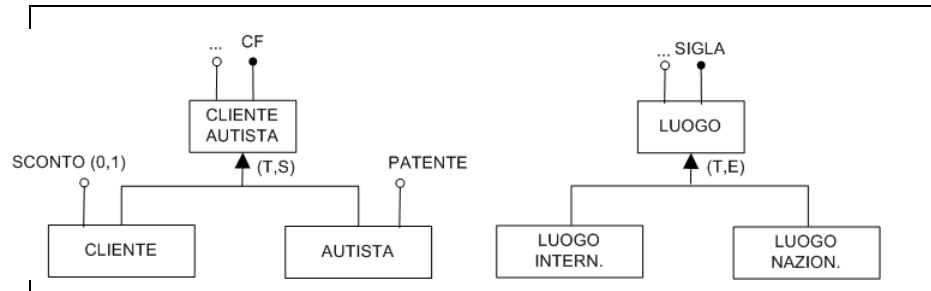 ... CF
... SIGLA
CLIENTE
AUTISTA
LUOGO
SCONTO (0,1)
(T,S)
PATENTE
(T,E)
CLIENTE
AUTISTA
LUOGO
INTERN.
LUOGO
NAZION.